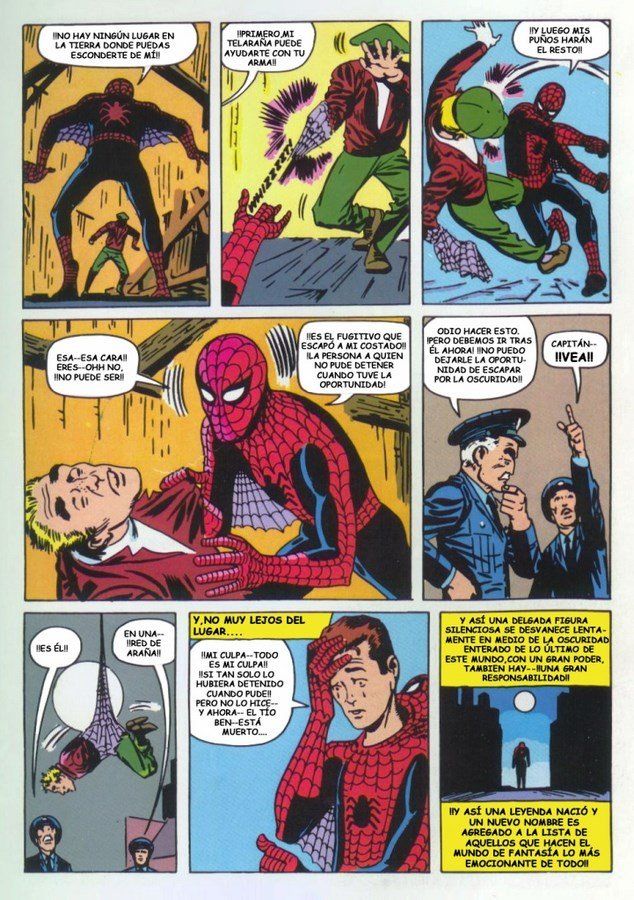 ¡¡NO HAY NINGÚN LUGAR EN
LA TIERRA DONDE PUEDAS
ESCONDERTE DE MÍ!!
¡¡PRIMERO,MI
TELARAÑA PUEDE
AYUDARTE CON TU
ARMA!!
¡¡Y LUEGO MIS
PUÑOS HARÁN
EL RESTO!!
ESA--ESA CARA!!
ERES--OHH NO,
¡¡NO PUEDE SER!!
¡¡ES EL FUGITIVO QUE
ESCAPÓ A MI COSTADO!!
!LA PERSONA A QUIEN
NO PUDE DETENER
CUANDO TUVE LA
OPORTUNIDAD!
ODIO HACER ESTO.
!PERO DEBEMOS IR TRAS
ÉL AHORA! !!NO PUEDO
DEJARLE LA OPORTU-
NIDAD DE ESCAPAR
POR LA OSCURIDAD!!
CAPITÁN--
¡¡VEA!!
¡¡ES ÉL!!
EN UNA--
¡¡RED DE
ARAÑA!!
Y,NO MUY LEJOS DEL
LUGAR....
¡¡MI CULPA--TODO
ES MI CULPA!!
¡¡SI TAN SOLO LO
HUBIERA DETENIDO
CUANDO PUDE!!
PERO NO LO HICE--
Y AHORA-- EL TÍO
BEN--ESTÁ
MUERTO....
Y ASÍ UNA DELGADA FIGURA
SILENCIOSA SE DESVANECE LENTA-
MENTE EN MEDIO DE LA OSCURIDAD
ENTERADO DE LO ÚLTIMO DE
ESTE MUNDO,CON UN GRAN PODER,
TAMBIEN HAY--¡¡UNA GRAN
RESPONSABILIDAD!!
¡¡Y ASÍ UNA LEYENDA NACIÓ Y
UN NUEVO NOMBRE ES
AGREGADO A LA LISTA DE
AQUELLOS QUE HACEN EL
MUNDO DE FANTASÍA LO MÁS
EMOCIONANTE DE TODO!!